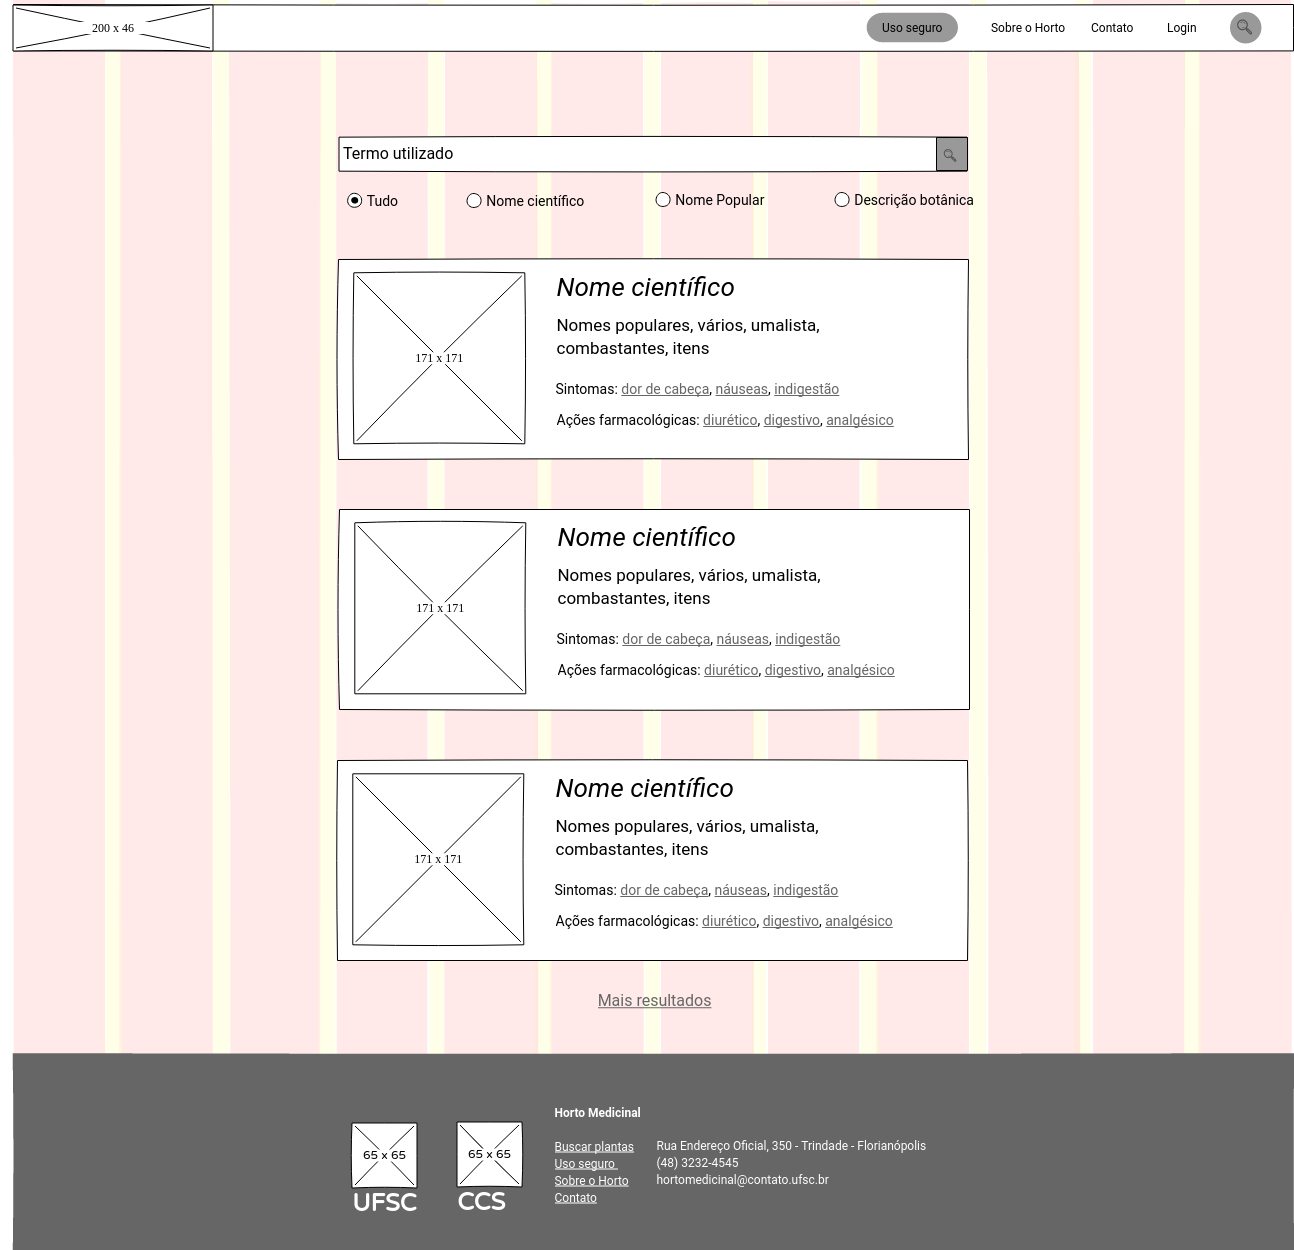 200 x 46
Uso seguro Sobre o Horto Contato Login
Termo utilizado
Tudo Nome científico Nome Popular Descrição botânica
Nome científico
Nomes populares, vários, umalista,
combastantes, itens
171 x 171
Sintomas: dor de cabeça, náuseas, indigestão
Ações farmacológicas: diurético, digestivo, analgésico
Nome científico
Nomes populares, vários, umalista,
combastantes, itens
171 x 171
Sintomas: dor de cabeça, náuseas, indigestão
Ações farmacológicas: diurético, digestivo, analgésico
Nome científico
Nomes populares, vários, umalista,
combastantes, itens
171 x 171
Sintomas: dor de cabeça, náuseas, indigestão
Ações farmacológicas: diurético, digestivo, analgésico
Mais resultados
65 x 65
UFSC
65 x 65
CCS
Horto Medicinal
Buscar plantas
Uso seguro
Sobre o Horto
Contato
Rua Endereço Oficial, 350 - Trindade - Florianópolis
(48) 3232-4545
hortomedicinal@contato.ufsc.br